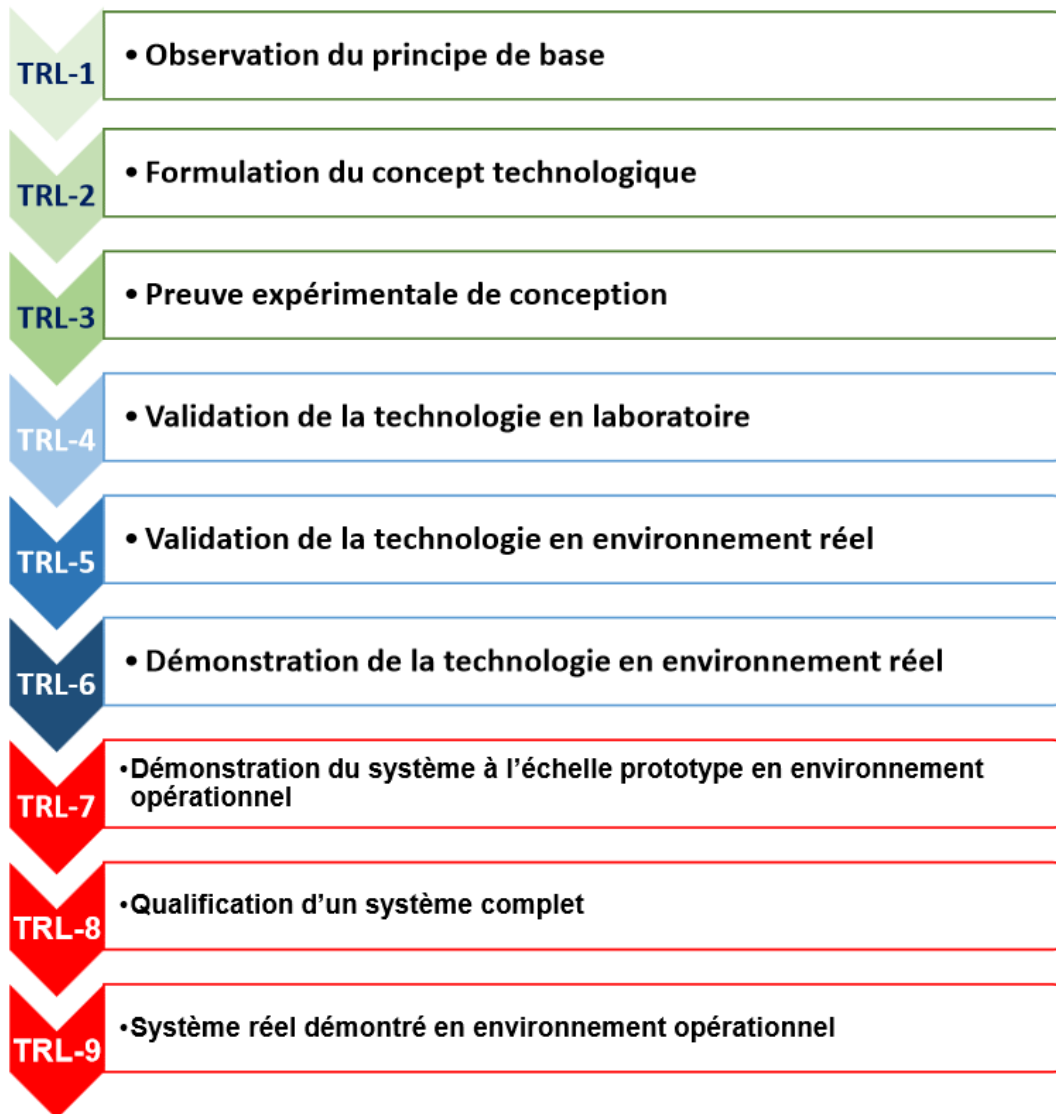 TRL-1
• Observation du principe de base
TRL-2
• Formulation du concept technologique
TRL-3
• Preuve expérimentale de conception
TRL-4
• Validation de la technologie en laboratoire
TRL-5
• Validation de la technologie en environnement réel
TRL-6
• Démonstration de la technologie en environnement réel
TRL-7
•Démonstration du système à l’échelle prototype en environnement
opérationnel
TRL-8
•Qualification d’un système complet
TRL-9
•Système réel démontré en environnement opérationnel